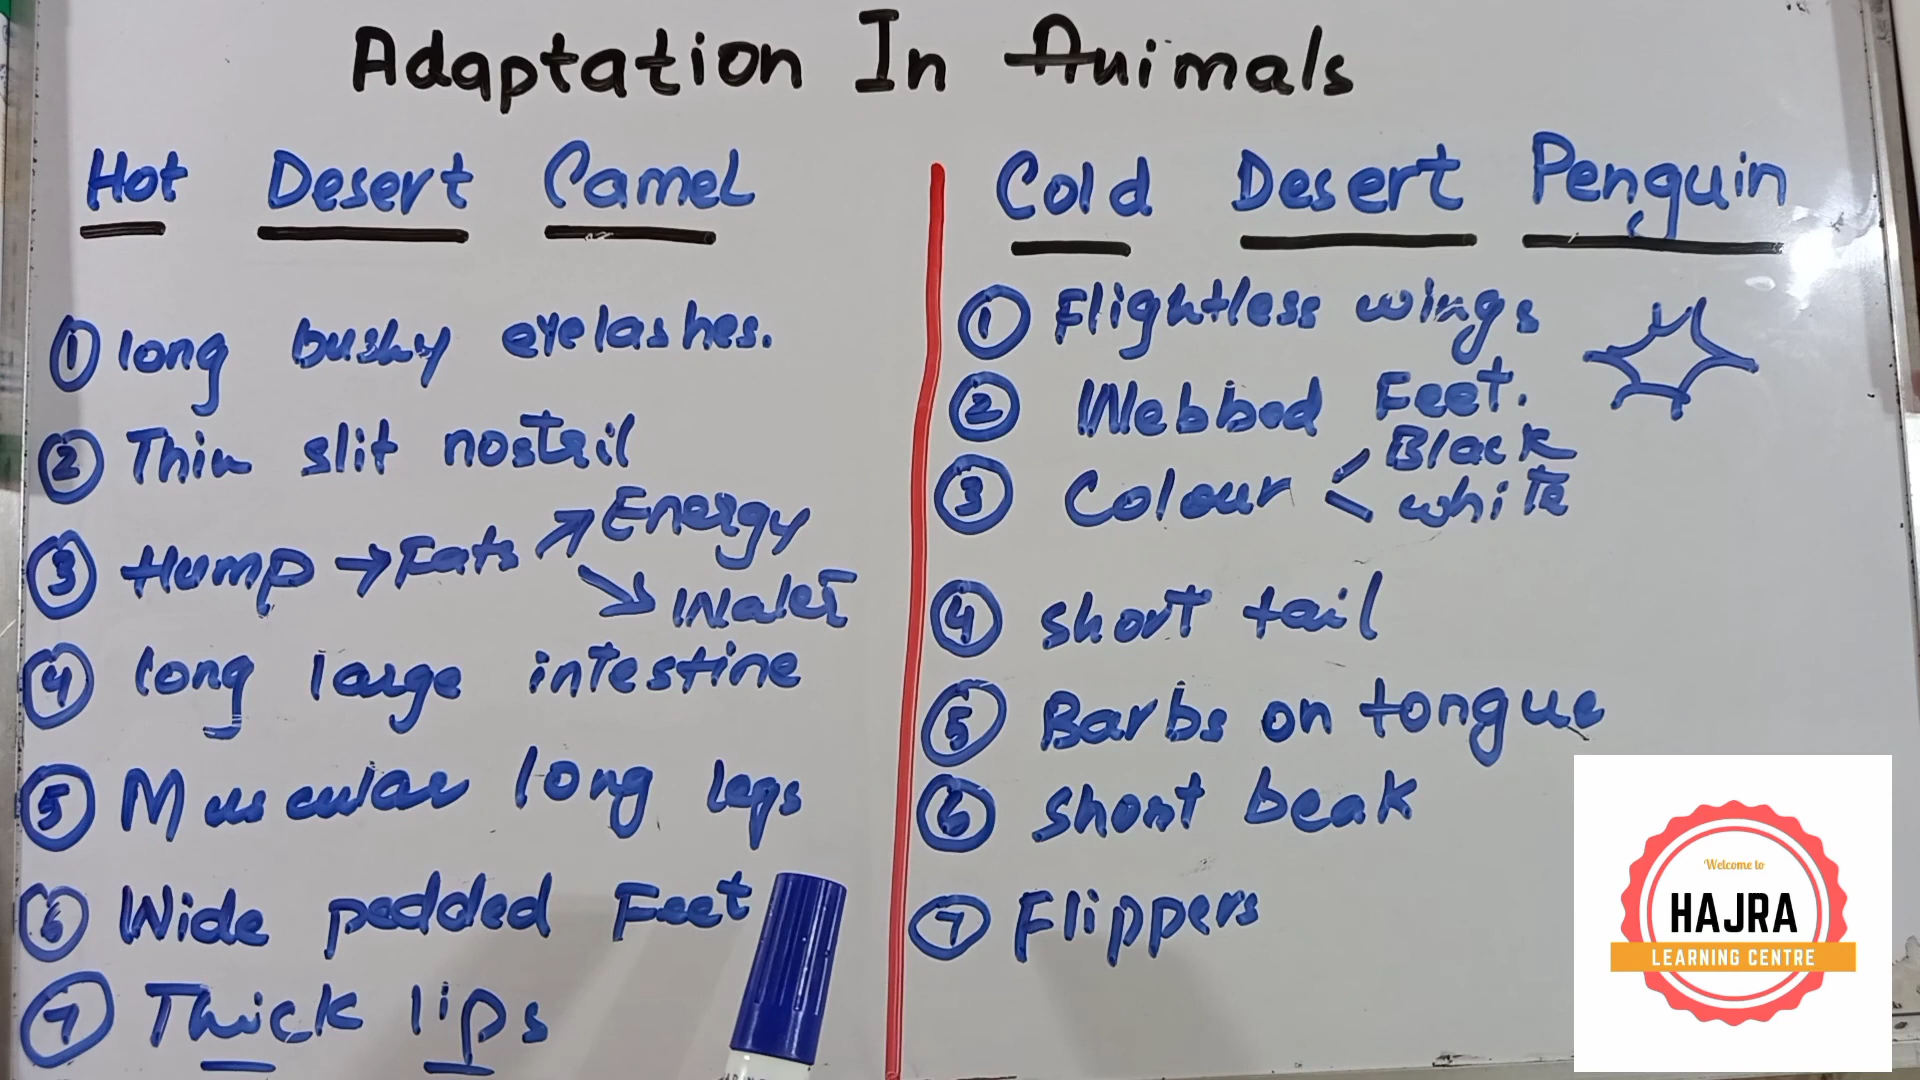 Adaptation In Animals
Hot Desert Camel
① long bushy eyelashes.
② Thin slit nostril
③ Hump → Fats ↗ Energy
↘ Water
④ long large intestine
⑤ Muscular long legs
⑥ Wide pedded Feet
⑦ Thick lips
Cold Desert Penguin
① Flightless wings
② Webbed Feet.
③ Colour < Black
white
④ short tail
⑤ Barbs on tongue
⑥ short beak
⑦ Flippers
Welcome to
HAJRA
LEARNING CENTRE